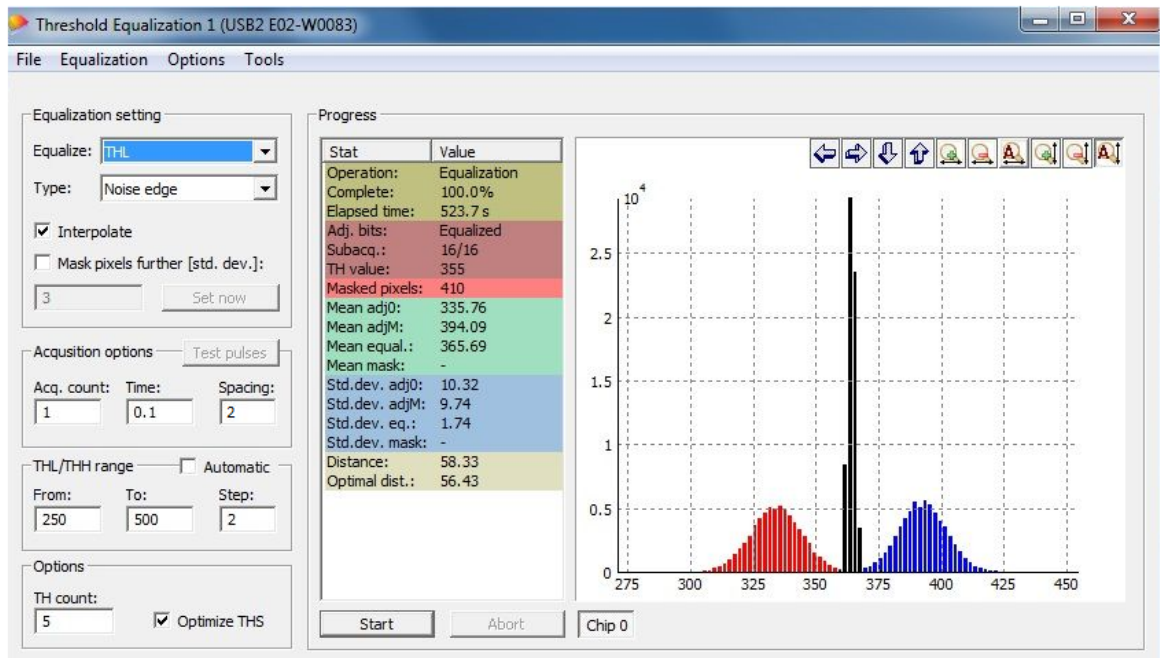 Threshold Equalization 1 (USB2 E02-W0083)
File Equalization Options Tools
Equalization setting
Equalize: THL
Type: Noise edge
Interpolate
Mask pixels further [std. dev.]:
3 Set now
Acqusition options Test pulses
Acq. count: Time: Spacing:
1 0.1 2
THL/THH range Automatic
From: To: Step:
250 500 2
Options
TH count:
5 Optimize THS
Progress
Stat Value
Operation: Equalization
Complete: 100.0%
Elapsed time: 523.7 s
Adj. bits: Equalized
Subacq.: 16/16
TH value: 355
Masked pixels: 410
Mean adj0: 335.76
Mean adjM: 394.09
Mean equal.: 365.69
Mean mask: -
Std.dev. adj0: 10.32
Std.dev. adjM: 9.74
Std.dev. eq.: 1.74
Std.dev. mask: -
Distance: 58.33
Optimal dist.: 56.43
Start Abort Chip 0
A A
10^4
2.5
2
1.5
1
0.5
0
275 300 325 350 375 400 425 450